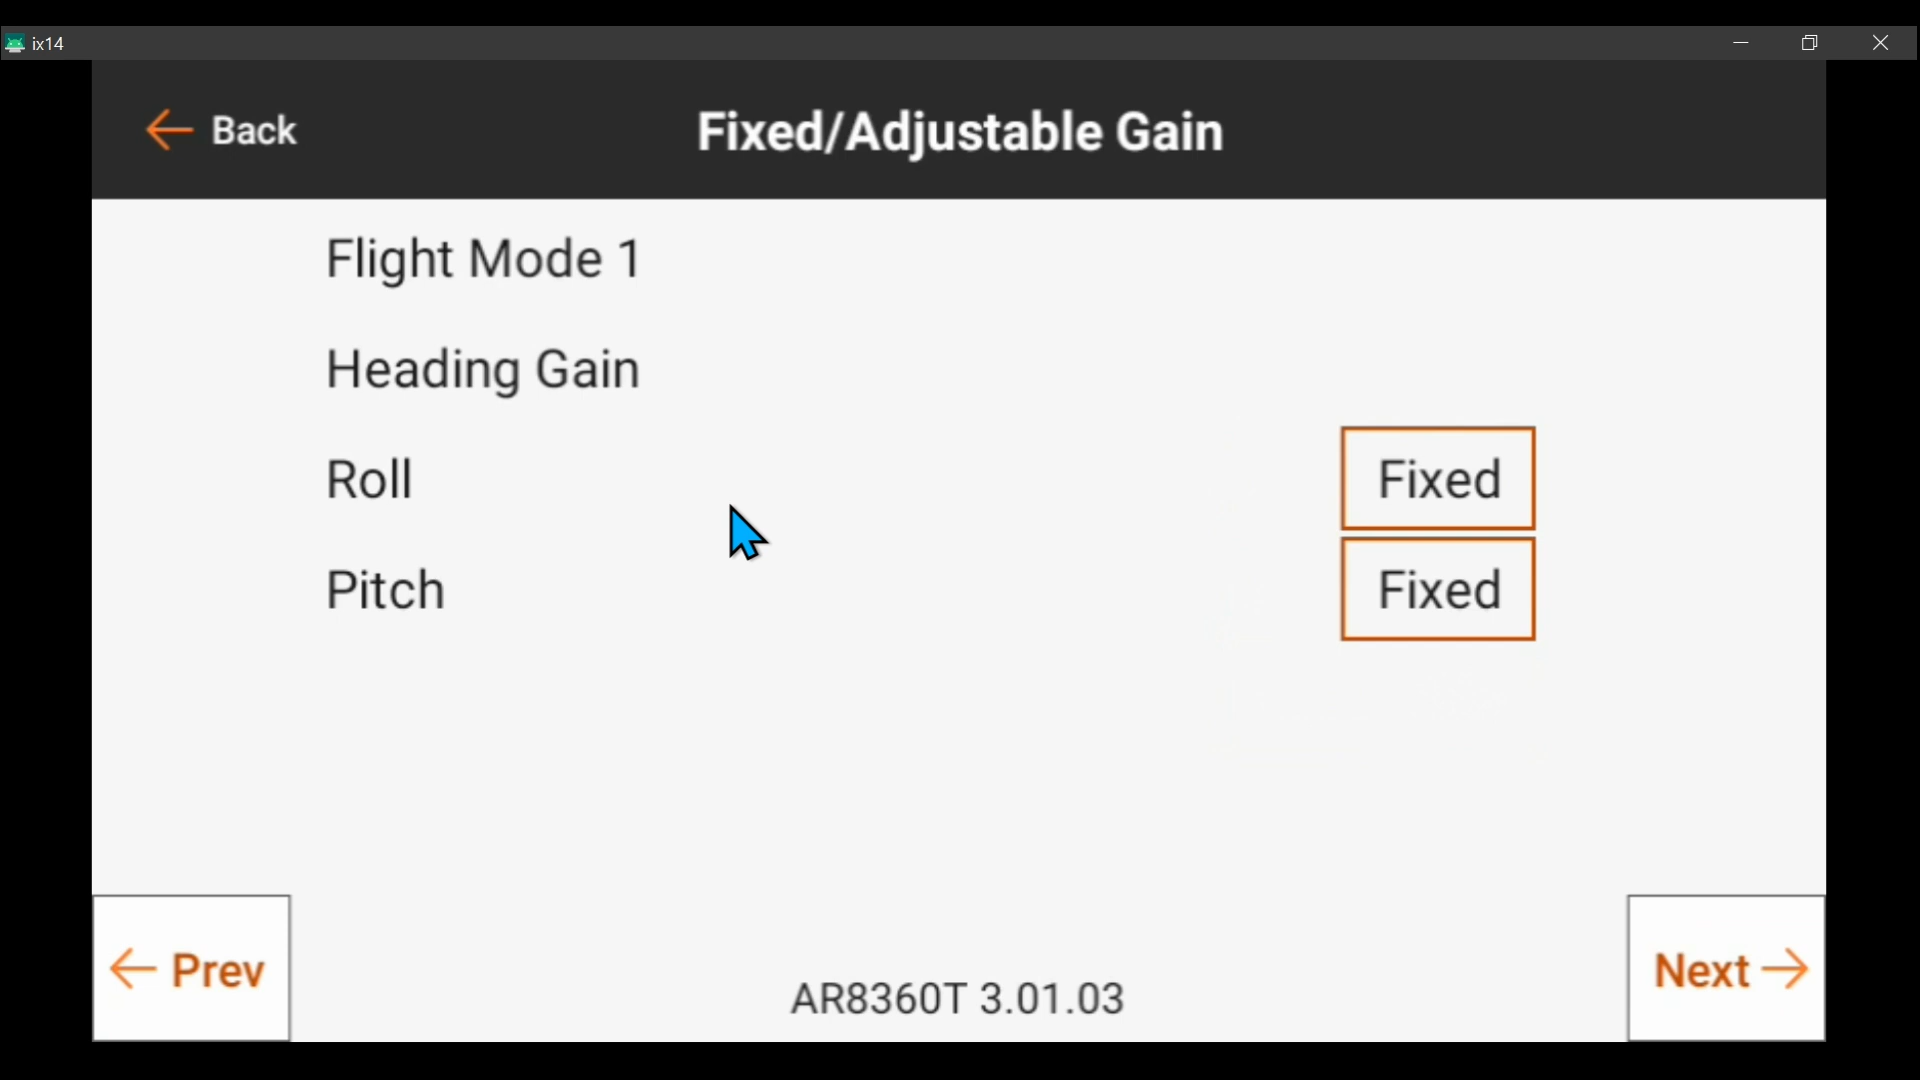 ix14
Back
Fixed/Adjustable Gain
Flight Mode 1
Heading Gain
Roll Fixed
Pitch Fixed
Prev
AR8360T 3.01.03
Next